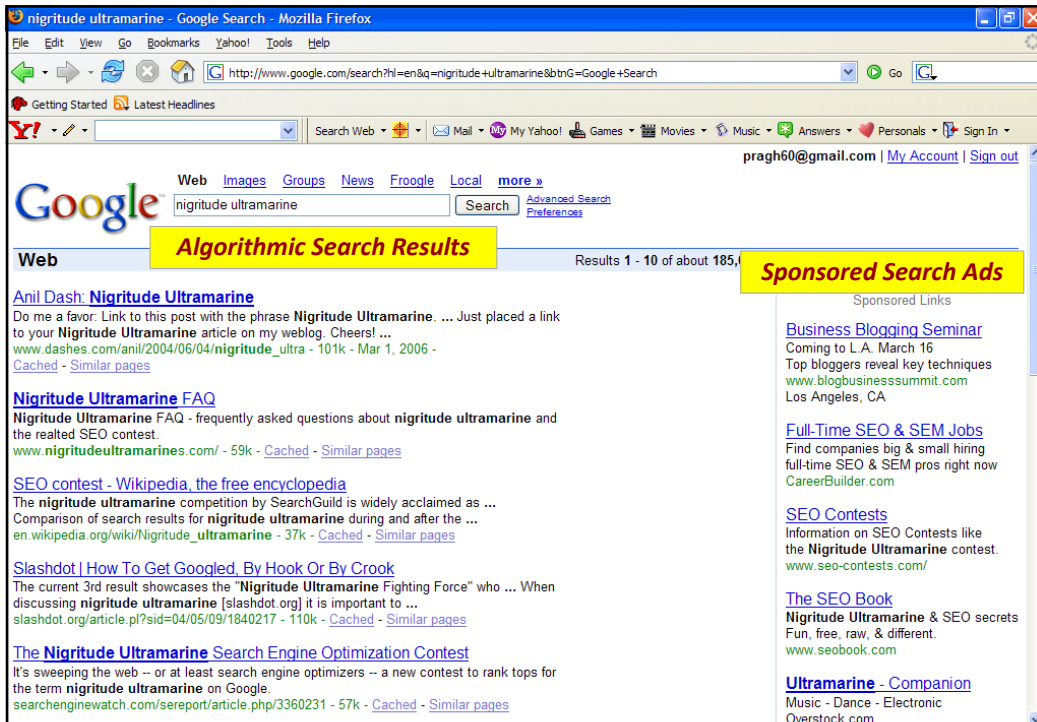 nigritude ultramarine - Google Search - Mozilla Firefox
File Edit View Go Bookmarks Yahoo! Tools Help
http://www.google.com/search?hl=en&q=nigritude+ultramarine&btnG=Google+Search Go G
Getting Started Latest Headlines
Y! Search Web Mail My My Yahoo! Games Movies Music Answers Personals Sign In
pragh60@gmail.com | My Account | Sign out
Web Images Groups News Froogle Local more »
Google™ nigritude ultramarine Search Advanced Search
Preferences
Algorithmic Search Results
Web Results 1 - 10 of about 185,
Sponsored Search Ads
Anil Dash: Nigritude Ultramarine
Do me a favor: Link to this post with the phrase Nigritude Ultramarine. ... Just placed a link
to your Nigritude Ultramarine article on my weblog. Cheers! ...
www.dashes.com/anil/2004/06/04/nigritude_ultra - 101k - Mar 1, 2006 -
Cached - Similar pages
Nigritude Ultramarine FAQ
Nigritude Ultramarine FAQ - frequently asked questions about nigritude ultramarine and
the realted SEO contest.
www.nigritudeultramarines.com/ - 59k - Cached - Similar pages
SEO contest - Wikipedia, the free encyclopedia
The nigritude ultramarine competition by SearchGuild is widely acclaimed as ...
Comparison of search results for nigritude ultramarine during and after the ...
en.wikipedia.org/wiki/Nigritude_ultramarine - 37k - Cached - Similar pages
Slashdot | How To Get Googled, By Hook Or By Crook
The current 3rd result showcases the "Nigritude Ultramarine Fighting Force" who ... When
discussing nigritude ultramarine [slashdot.org] it is important to ...
slashdot.org/article.pl?sid=04/05/09/1840217 - 110k - Cached - Similar pages
The Nigritude Ultramarine Search Engine Optimization Contest
It's sweeping the web -- or at least search engine optimizers -- a new contest to rank tops for
the term nigritude ultramarine on Google.
searchenginewatch.com/sereport/article.php/3360231 - 57k - Cached - Similar pages
Sponsored Links
Business Blogging Seminar
Coming to L.A. March 16
Top bloggers reveal key techniques
www.blogbusinesssummit.com
Los Angeles, CA
Full-Time SEO & SEM Jobs
Find companies big & small hiring
full-time SEO & SEM pros right now
CareerBuilder.com
SEO Contests
Information on SEO Contests like
the Nigritude Ultramarine contest.
www.seo-contests.com/
The SEO Book
Nigritude Ultramarine & SEO secrets
Fun, free, raw, & different.
www.seobook.com
Ultramarine - Companion
Music - Dance - Electronic
Overstock.com